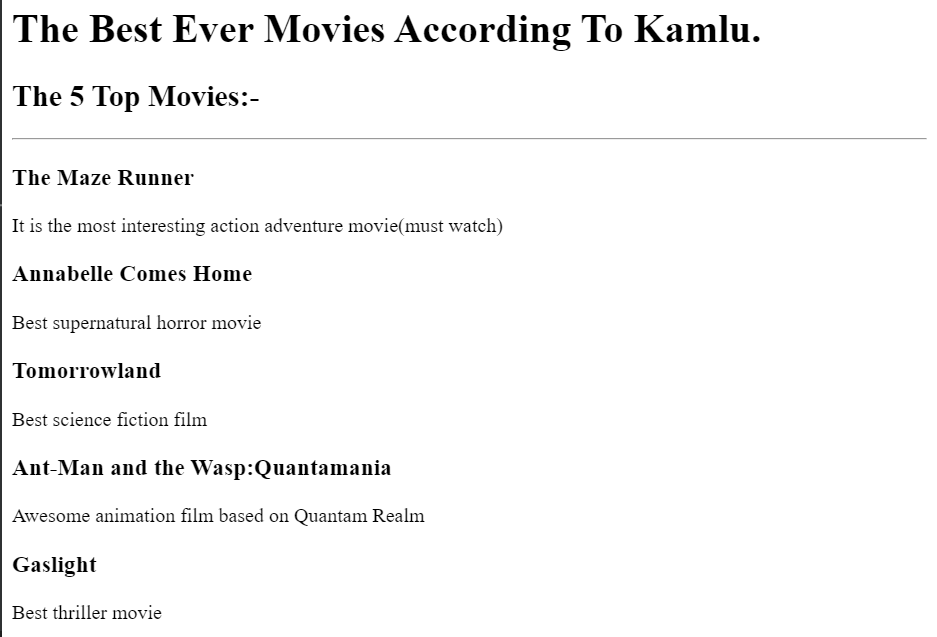 The Best Ever Movies According To Kamlu.
The 5 Top Movies:-
The Maze Runner
It is the most interesting action adventure movie(must watch)
Annabelle Comes Home
Best supernatural horror movie
Tomorrowland
Best science fiction film
Ant-Man and the Wasp:Quantamania
Awesome animation film based on Quantam Realm
Gaslight
Best thriller movie